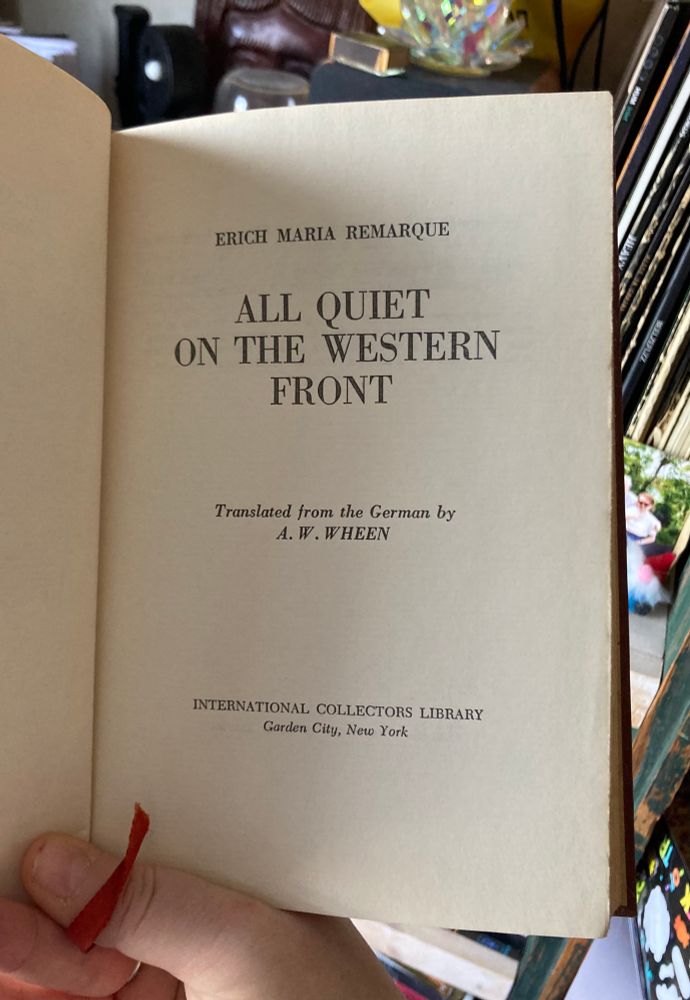 ERICH MARIA REMARQUE
ALL QUIET
ON THE WESTERN
FRONT
Translated from the German by
A. W. WHEEN
INTERNATIONAL COLLECTORS LIBRARY
Garden City, New York